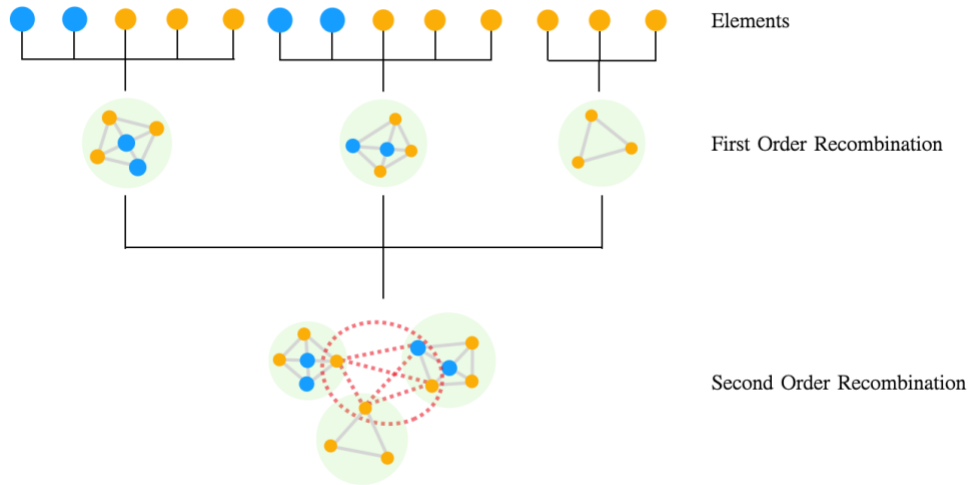 Elements
First Order Recombination
Second Order Recombination